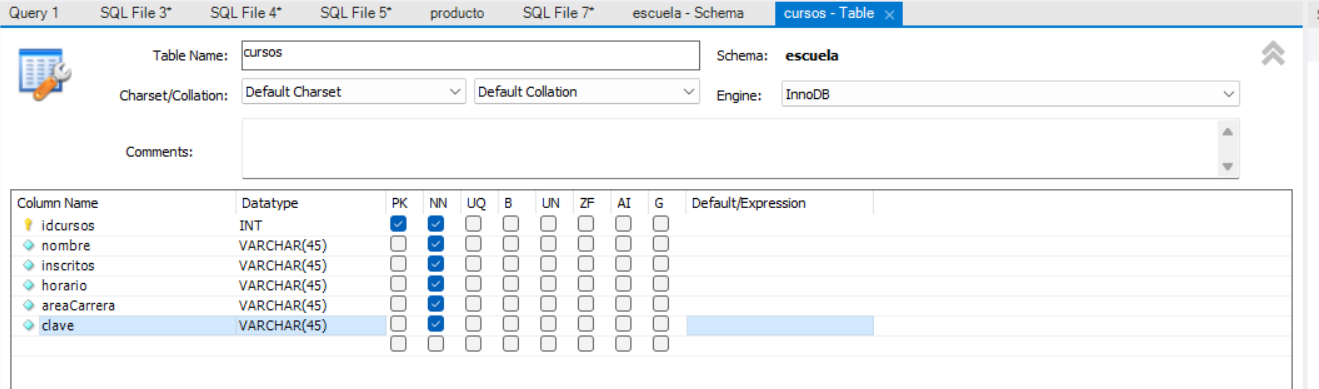 Query 1 SQL File 3* SQL File 4* SQL File 5* producto SQL File 7* escuela - Schema cursos - Table
Table Name: cursos Schema: escuela
Charset/Collation: Default Charset Default Collation Engine: InnoDB
Comments:
Column Name Datatype PK NN UQ B UN ZF AI G Default/Expression
idcursos INT
nombre VARCHAR(45)
inscritos VARCHAR(45)
horario VARCHAR(45)
areaCarrera VARCHAR(45)
clave VARCHAR(45)